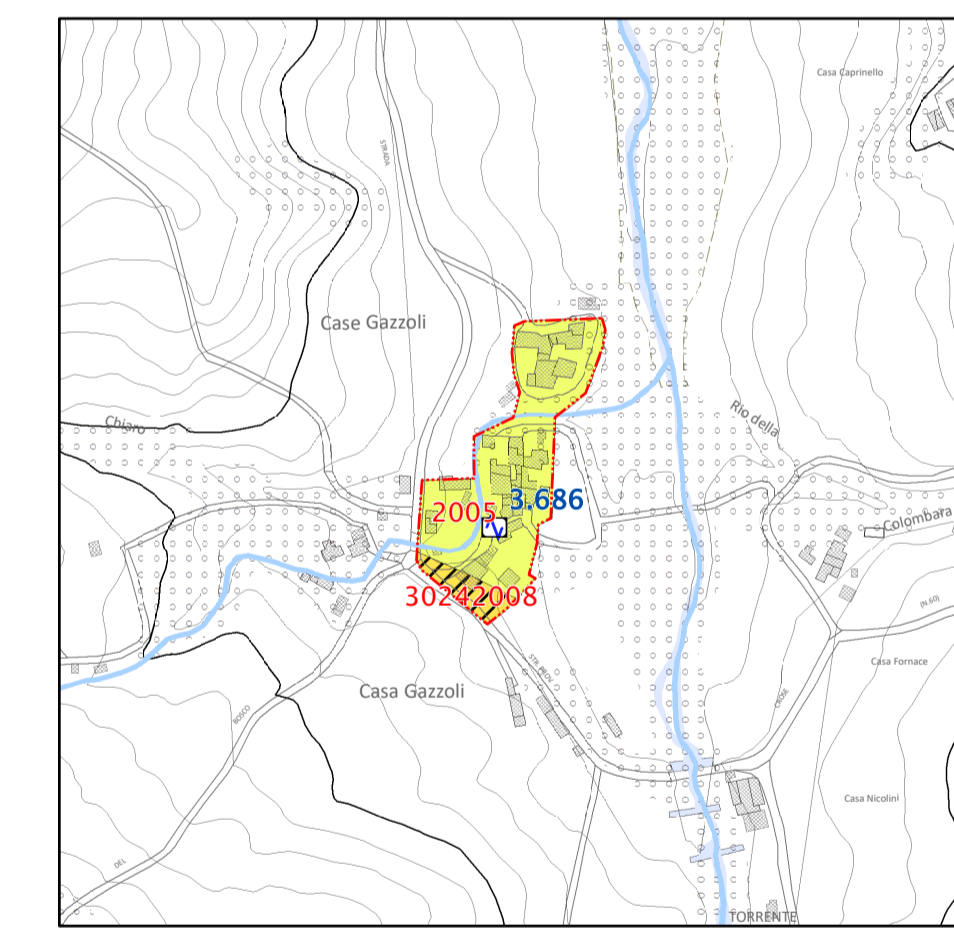 Casa Caprinello
STRADA
Case Gazzoli
Chiaro
Rio della
3.686
2005
V
Colombara
30242008
(N.60)
STR. PROV
Casa Fornace
Casa Gazzoli
CROSE
BOSCO
Casa Nicolini
DEL
TORRENTE